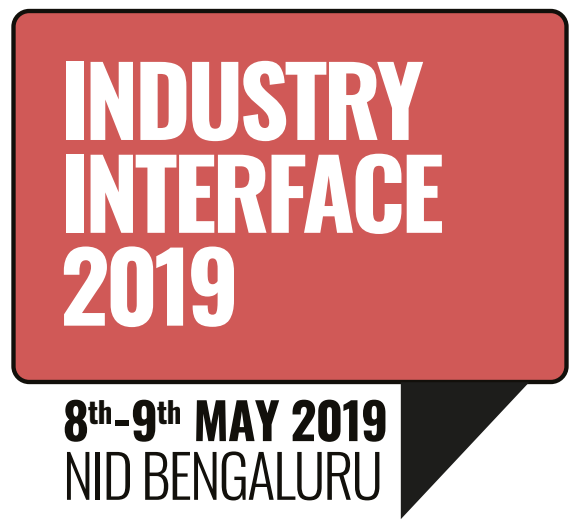 INDUSTRY
INTERFACE
2019
8th-9th MAY 2019
NID BENGALURU